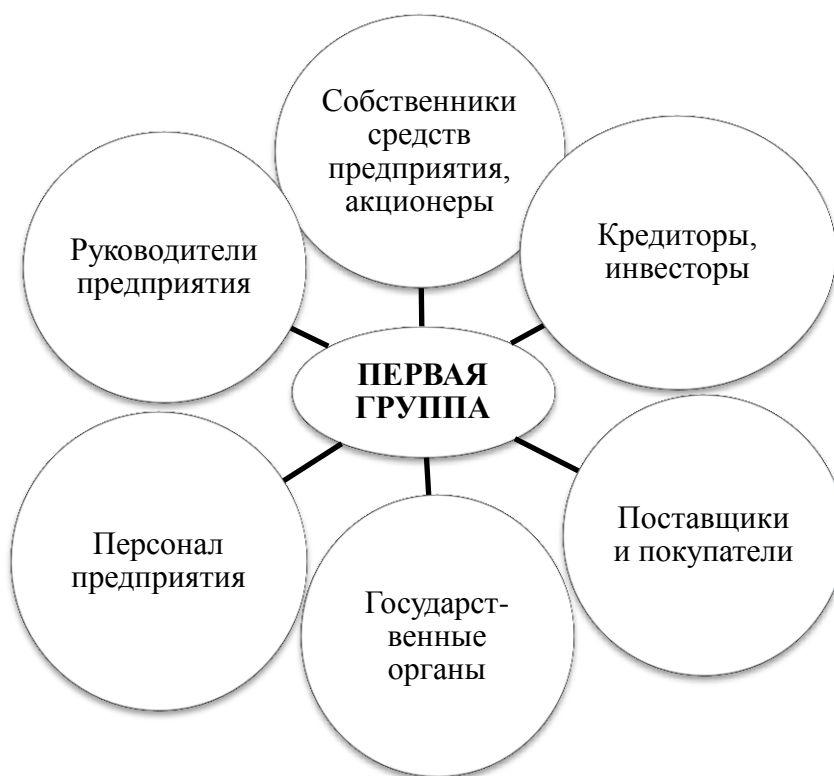 Собственники
средств
предприятия,
акционеры
Кредиторы,
инвесторы
Руководители
предприятия
ПЕРВАЯ
ГРУППА
Поставщики
и покупатели
Персонал
предприятия
Государст-
венные
органы